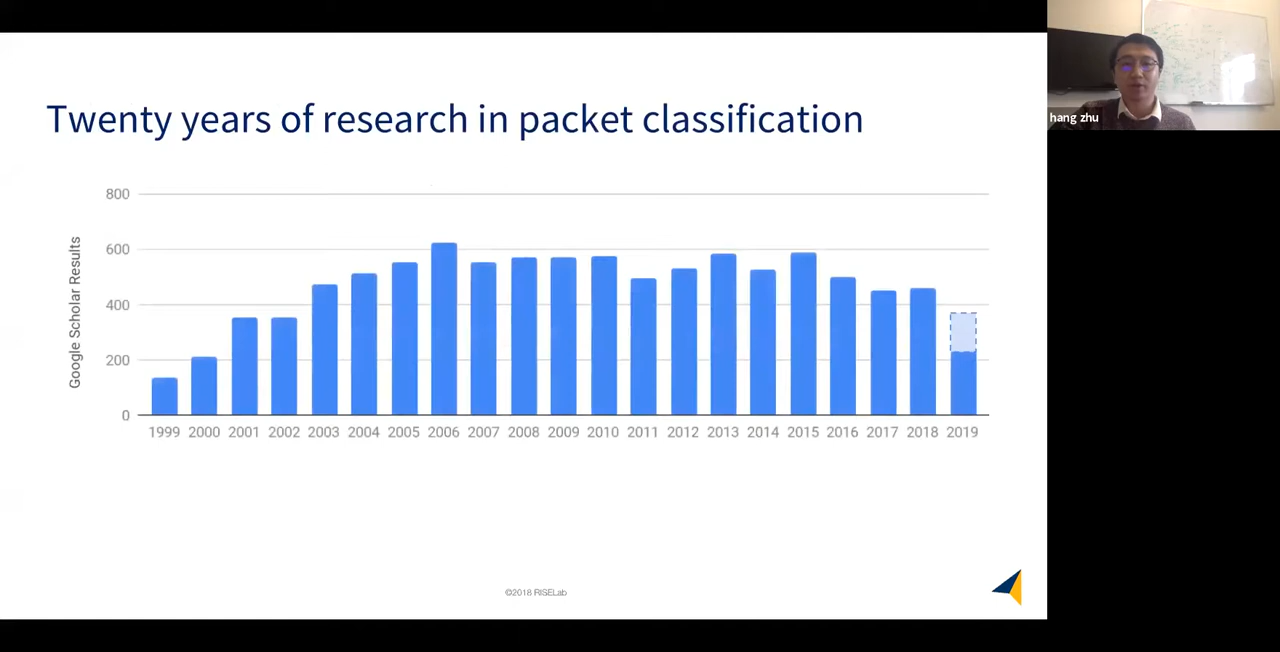 Twenty years of research in packet classification
hang zhu
Google Scholar Results
800
600
400
200
0
1999 2000 2001 2002 2003 2004 2005 2006 2007 2008 2009 2010 2011 2012 2013 2014 2015 2016 2017 2018 2019
©2018 RISELab